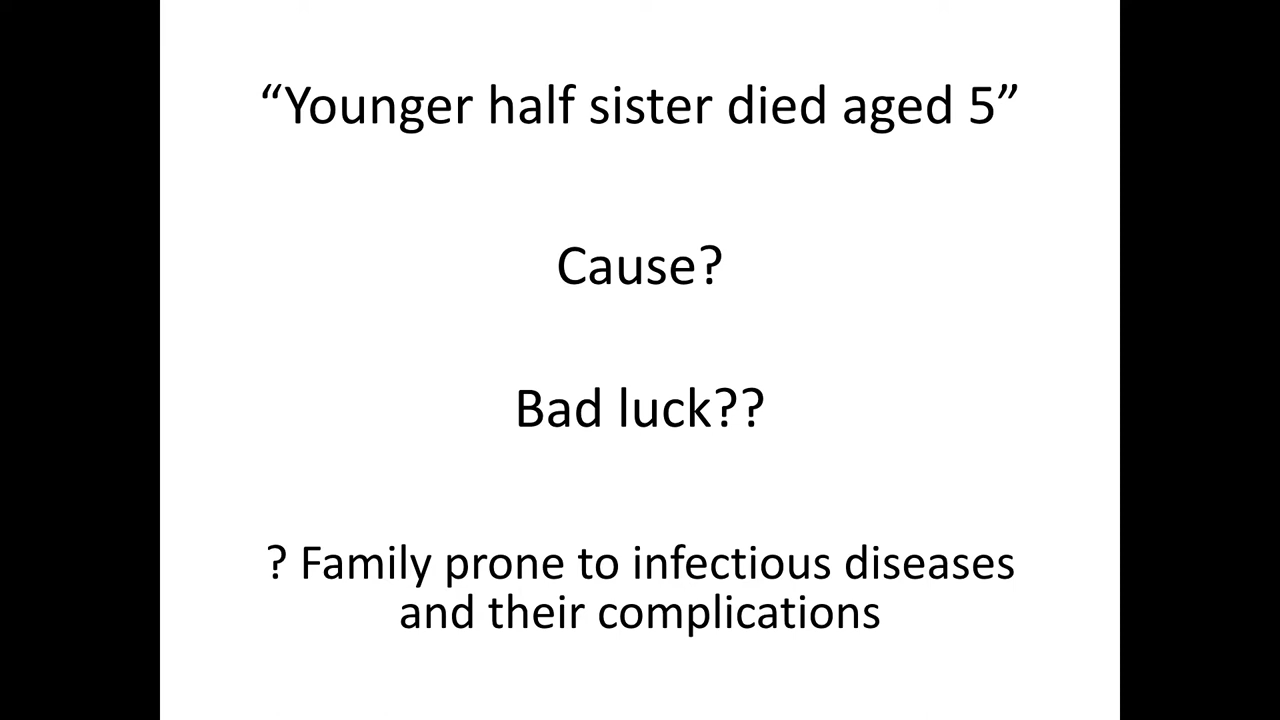 “Younger half sister died aged 5”
Cause?
Bad luck??
? Family prone to infectious diseases
and their complications